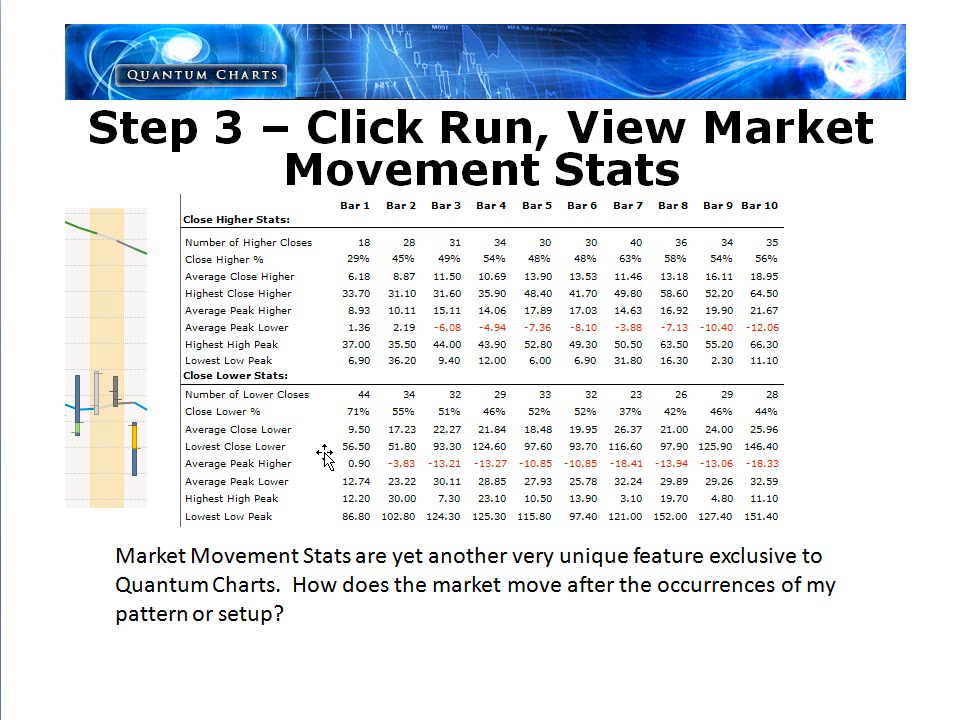 QUANTUM CHARTS
Step 3 – Click Run, View Market
Movement Stats
Bar 1 Bar 2 Bar 3 Bar 4 Bar 5 Bar 6 Bar 7 Bar 8 Bar 9 Bar 10
Close Higher Stats:
Number of Higher Closes 18 28 31 34 30 30 40 36 34 35
Close Higher % 29% 45% 49% 54% 48% 48% 63% 58% 54% 56%
Average Close Higher 6.18 8.87 11.50 10.69 13.90 13.53 11.46 13.18 16.11 18.95
Highest Close Higher 33.70 31.10 31.60 35.90 48.40 41.70 49.80 58.60 52.20 64.50
Average Peak Higher 8.93 10.11 15.11 14.06 17.89 17.03 14.63 16.92 19.90 21.67
Average Peak Lower 1.36 2.19 -6.08 -4.94 -7.36 -8.10 -3.88 -7.13 -10.40 -12.06
Highest High Peak 37.00 35.50 44.00 43.90 52.80 49.30 50.50 63.50 55.20 66.30
Lowest Low Peak 6.90 36.20 9.40 12.00 6.00 6.90 31.80 16.30 2.30 11.10
Close Lower Stats:
Number of Lower Closes 44 34 32 29 33 32 23 26 29 28
Close Lower % 71% 55% 51% 46% 52% 52% 37% 42% 46% 44%
Average Close Lower 9.50 17.23 22.27 21.84 18.48 19.95 26.37 21.00 24.00 25.96
Lowest Close Lower 56.50 51.80 93.30 124.60 97.60 93.70 116.60 97.90 125.90 146.40
Average Peak Higher 0.90 -3.83 -13.21 -13.27 -10.85 -10.85 -18.41 -13.94 -13.06 -18.33
Average Peak Lower 12.74 23.22 30.11 28.85 27.93 25.78 32.24 29.89 29.26 32.59
Highest High Peak 12.20 30.00 7.30 23.10 10.50 13.90 3.10 19.70 4.80 11.10
Lowest Low Peak 86.80 102.80 124.30 125.30 115.80 97.40 121.00 152.00 127.40 151.40
Market Movement Stats are yet another very unique feature exclusive to
Quantum Charts.  How does the market move after the occurrences of my
pattern or setup?